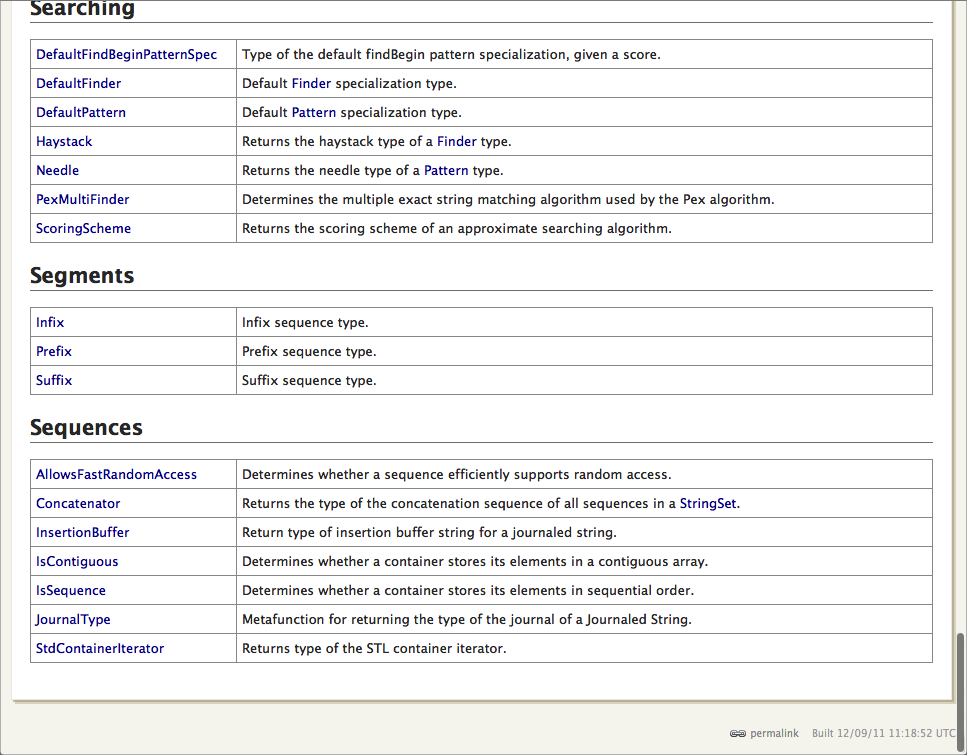 Searching
DefaultFindBeginPatternSpec Type of the default findBegin pattern specialization, given a score.
DefaultFinder Default Finder specialization type.
DefaultPattern Default Pattern specialization type.
Haystack Returns the haystack type of a Finder type.
Needle Returns the needle type of a Pattern type.
PexMultiFinder Determines the multiple exact string matching algorithm used by the Pex algorithm.
ScoringScheme Returns the scoring scheme of an approximate searching algorithm.
Segments
Infix Infix sequence type.
Prefix Prefix sequence type.
Suffix Suffix sequence type.
Sequences
AllowsFastRandomAccess Determines whether a sequence efficiently supports random access.
Concatenator Returns the type of the concatenation sequence of all sequences in a StringSet.
InsertionBuffer Return type of insertion buffer string for a journaled string.
IsContiguous Determines whether a container stores its elements in a contiguous array.
IsSequence Determines whether a container stores its elements in sequential order.
JournalType Metafunction for returning the type of the journal of a Journaled String.
StdContainerIterator Returns type of the STL container iterator.
permalink Built 12/09/11 11:18:52 UTC